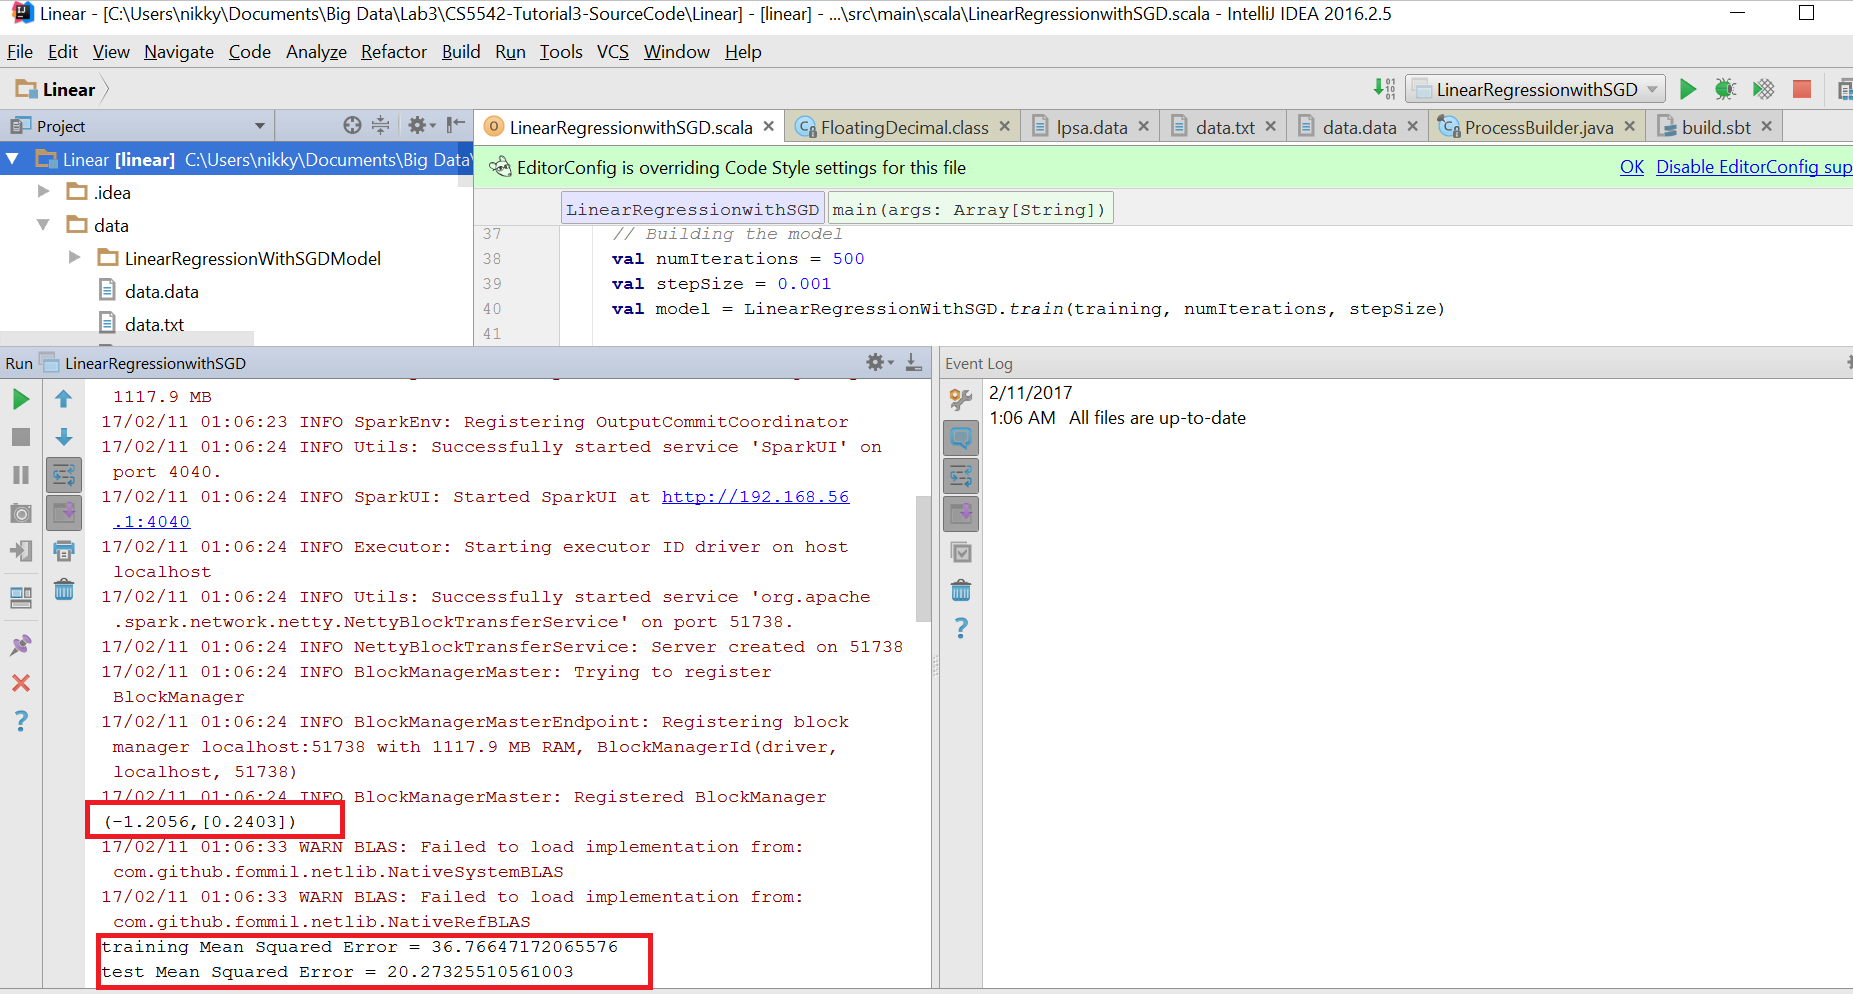 Linear - [C:\Users\nikky\Documents\Big Data\Lab3\CS5542-Tutorial3-SourceCode\Linear] - [linear] - ...\src\main\scala\LinearRegressionwithSGD.scala - IntelliJ IDEA 2016.2.5
File Edit View Navigate Code Analyze Refactor Build Run Tools VCS Window Help
Linear
LinearRegressionwithSGD
Project
LinearRegressionwithSGD.scala FloatingDecimal.class lpsa.data data.txt data.data ProcessBuilder.java build.sbt
Linear [linear] C:\Users\nikky\Documents\Big Data\
.idea
data
LinearRegressionWithSGDModel
data.data
data.txt
EditorConfig is overriding Code Style settings for this file OK Disable EditorConfig sup
LinearRegressionwithSGD main(args: Array[String])
37 // Building the model
38 val numIterations = 500
39 val stepSize = 0.001
40 val model = LinearRegressionWithSGD.train(training, numIterations, stepSize)
41
Run LinearRegressionwithSGD
1117.9 MB
17/02/11 01:06:23 INFO SparkEnv: Registering OutputCommitCoordinator
17/02/11 01:06:24 INFO Utils: Successfully started service 'SparkUI' on
port 4040.
17/02/11 01:06:24 INFO SparkUI: Started SparkUI at http://192.168.56
.1:4040
17/02/11 01:06:24 INFO Executor: Starting executor ID driver on host
localhost
17/02/11 01:06:24 INFO Utils: Successfully started service 'org.apache
.spark.network.netty.NettyBlockTransferService' on port 51738.
17/02/11 01:06:24 INFO NettyBlockTransferService: Server created on 51738
17/02/11 01:06:24 INFO BlockManagerMaster: Trying to register
BlockManager
17/02/11 01:06:24 INFO BlockManagerMasterEndpoint: Registering block
manager localhost:51738 with 1117.9 MB RAM, BlockManagerId(driver,
localhost, 51738)
17/02/11 01:06:24 INFO BlockManagerMaster: Registered BlockManager
(-1.2056,[0.2403])
17/02/11 01:06:33 WARN BLAS: Failed to load implementation from:
com.github.fommil.netlib.NativeSystemBLAS
17/02/11 01:06:33 WARN BLAS: Failed to load implementation from:
com.github.fommil.netlib.NativeRefBLAS
training Mean Squared Error = 36.76647172065576
test Mean Squared Error = 20.27325510561003
Event Log
2/11/2017
1:06 AM All files are up-to-date